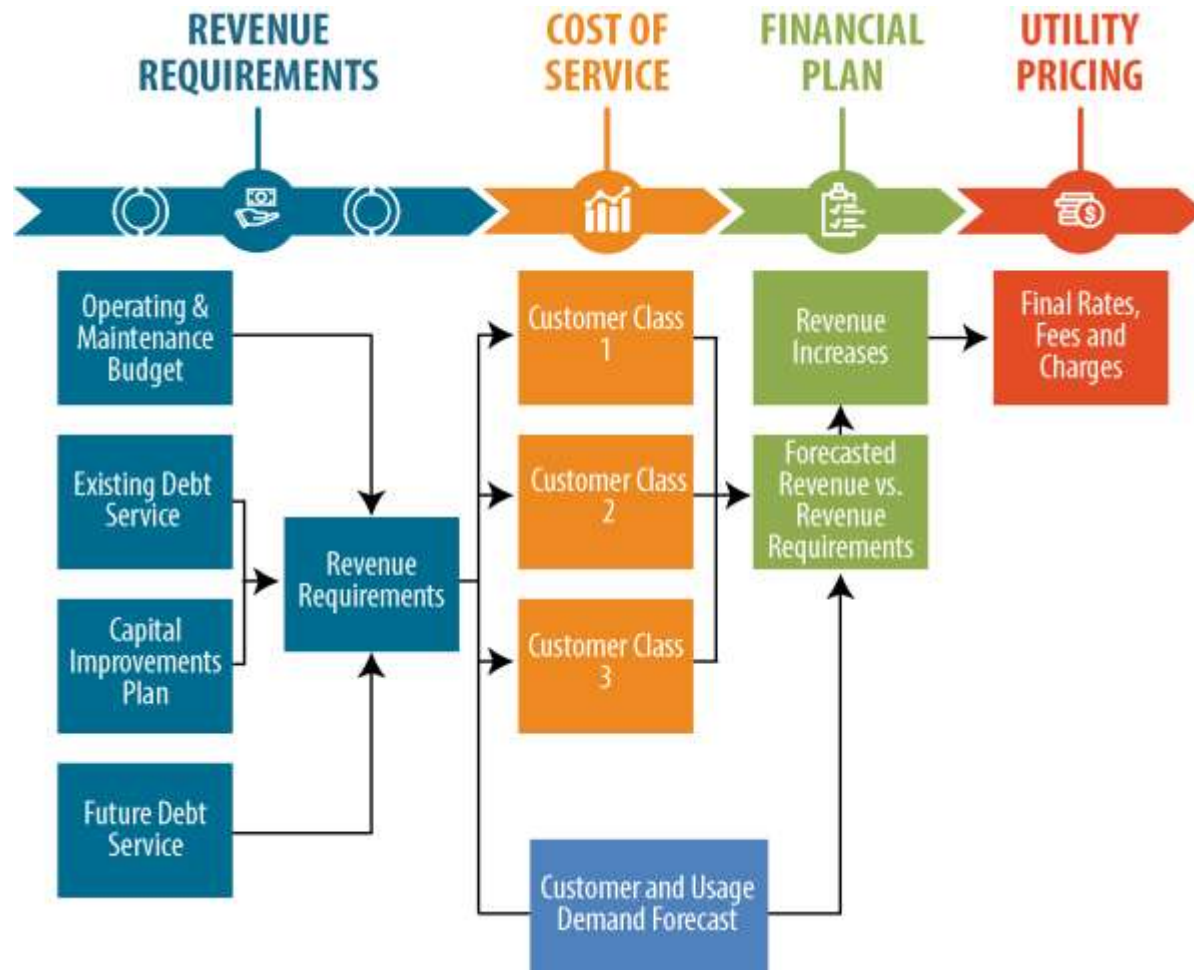 REVENUE
REQUIREMENTS
COST OF
SERVICE
FINANCIAL
PLAN
UTILITY
PRICING
$
Operating &
Maintenance
Budget
Existing Debt
Service
Capital
Improvements
Plan
Future Debt
Service
Revenue
Requirements
Customer Class
1
Customer Class
2
Customer Class
3
Customer and Usage
Demand Forecast
Revenue
Increases
Forecasted
Revenue vs.
Revenue
Requirements
Final Rates,
Fees and
Charges